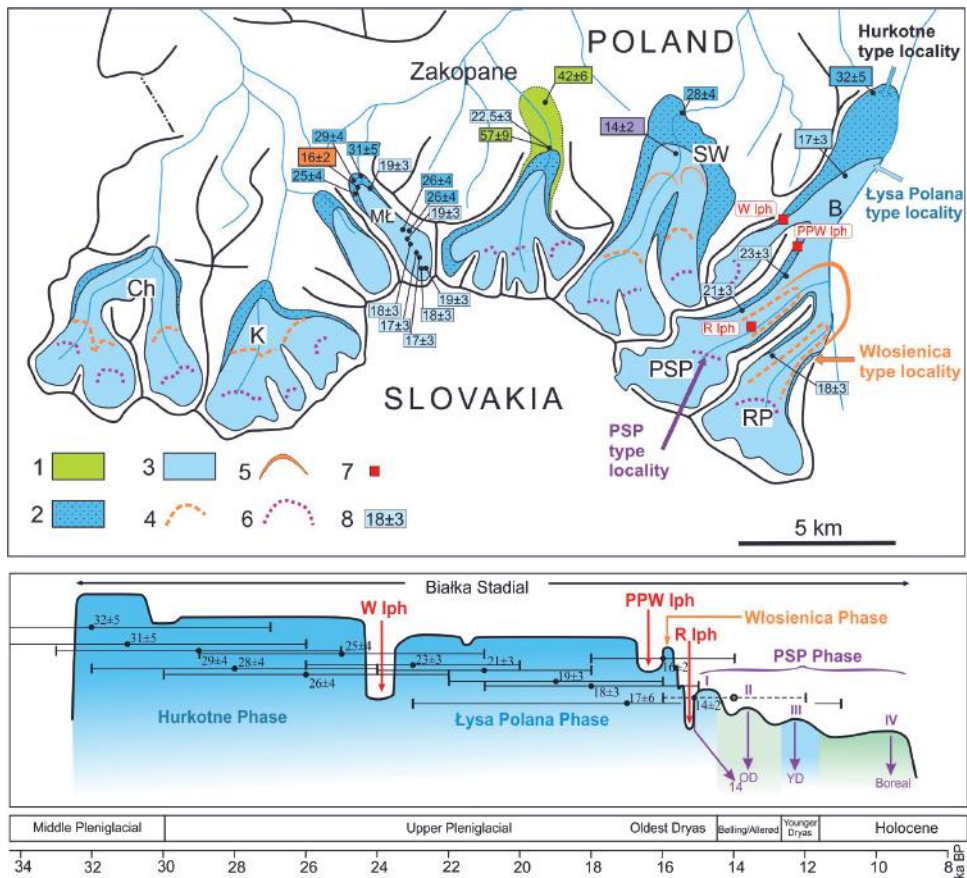 POLAND
Hurkotne
type locality
Zakopane
42±6
32±5
28±4
22,5±3
57±9
14±2
SW
17±3
29±4
31±5
16±2
19±3
25±4
26±4
26±4
MŁ
19±3
Łysa Polana
type locality
B
W Iph
PPW Iph
23±3
21±3
R Iph
Ch
K
18±3
17±3
17±3
18±3
19±3
PSP
RP
Włosienica
type locality
18±3
SLOVAKIA
PSP
type
locality
1
3
5
7
2
4
6
8
18±3
5 km
Białka Stadial
W Iph
PPW Iph
R Iph
Włosienica Phase
PSP Phase
32±5
31±5
29±4
28±4
26±4
25±4
23±3
21±3
19±3
18±3
17±6
16±2
14±2
I
II
III
IV
Hurkotne Phase
Łysa Polana Phase
14
OD
YD
Boreal
Middle Pleniglacial
Upper Pleniglacial
Oldest Dryas
Bølling/Allerød
Younger
Dryas
Holocene
34 32 30 28 26 24 22 20 18 16 14 12 10 8
ka BP